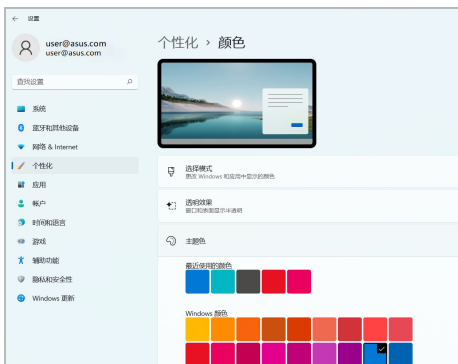 ← 设置
user@asus.com
user@asus.com
个性化 › 颜色
查找设置
系统
蓝牙和其他设备
网络 & Internet
个性化
应用
帐户
时间和语言
游戏
辅助功能
隐私和安全性
Windows 更新
选择模式
更改 Windows 和应用中显示的颜色
透明效果
窗口和表面显示半透明
主题色
最近使用的颜色
Windows 颜色